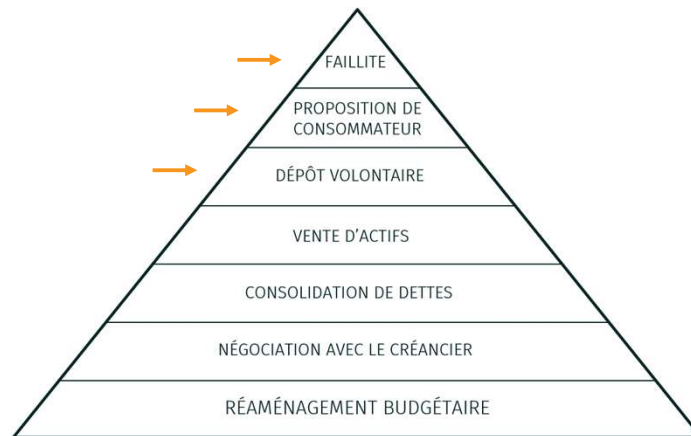 FAILLITE
PROPOSITION DE
CONSOMMATEUR
DÉPÔT VOLONTAIRE
VENTE D'ACTIFS
CONSOLIDATION DE DETTES
NÉGOCIATION AVEC LE CRÉANCIER
RÉAMÉNAGEMENT BUDGÉTAIRE